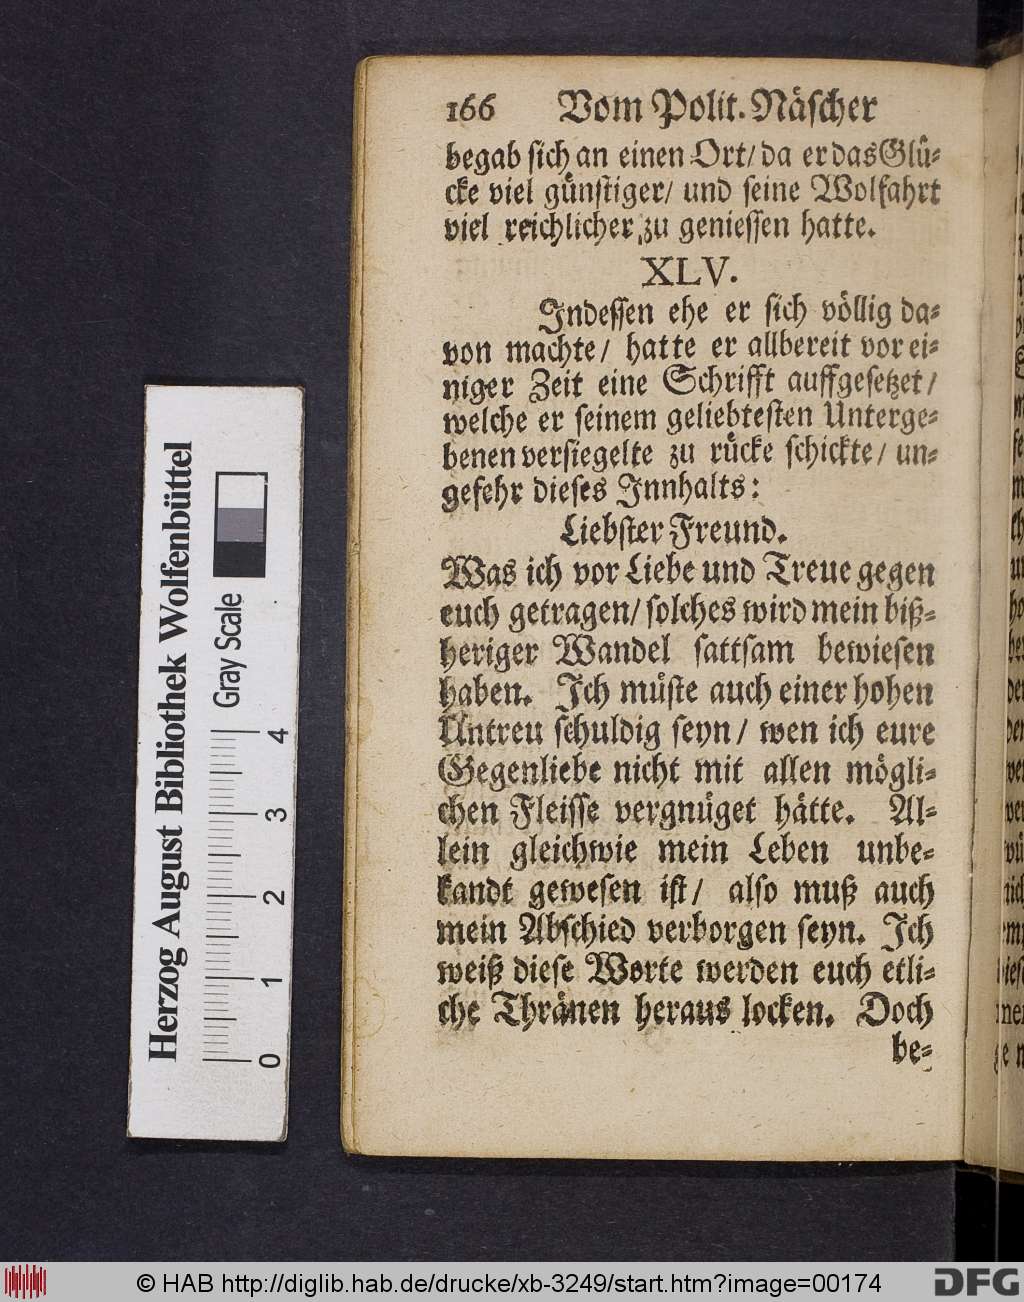 166 Vom Polit. Näscher
begab sich an einen Ort/ da er das Glü-
cke viel günstiger/ und seine Wolfahrt
viel reichlicher zu geniessen hatte.
XLV.
Indessen ehe er sich völlig da-
von machte/ hatte er allbereit vor ei-
niger Zeit eine Schrifft auffgesetzet/
welche er seinem geliebtesten Unterge-
benen versiegelte zu rücke schickte/ un-
gefehr dieses Innhalts:
Liebster Freund.
Was ich vor Liebe und Treue gegen
euch getragen/ solches wird mein biß-
heriger Wandel sattsam bewiesen
haben. Ich müste auch einer hohen
Untreu schuldig seyn/ wen ich eure
Gegenliebe nicht mit allen mögli-
chen Fleisse vergnüget hätte. Al-
lein gleichwie mein Leben unbe-
kandt gewesen ist/ also muß auch
mein Abschied verborgen seyn. Ich
weiß diese Worte werden euch etli-
che Thränen heraus locken. Doch
be-
Herzog August Bibliothek Wolfenbüttel
Gray Scale
0 1 2 3 4
© HAB http://diglib.hab.de/drucke/xb-3249/start.htm?image=00174
DFG